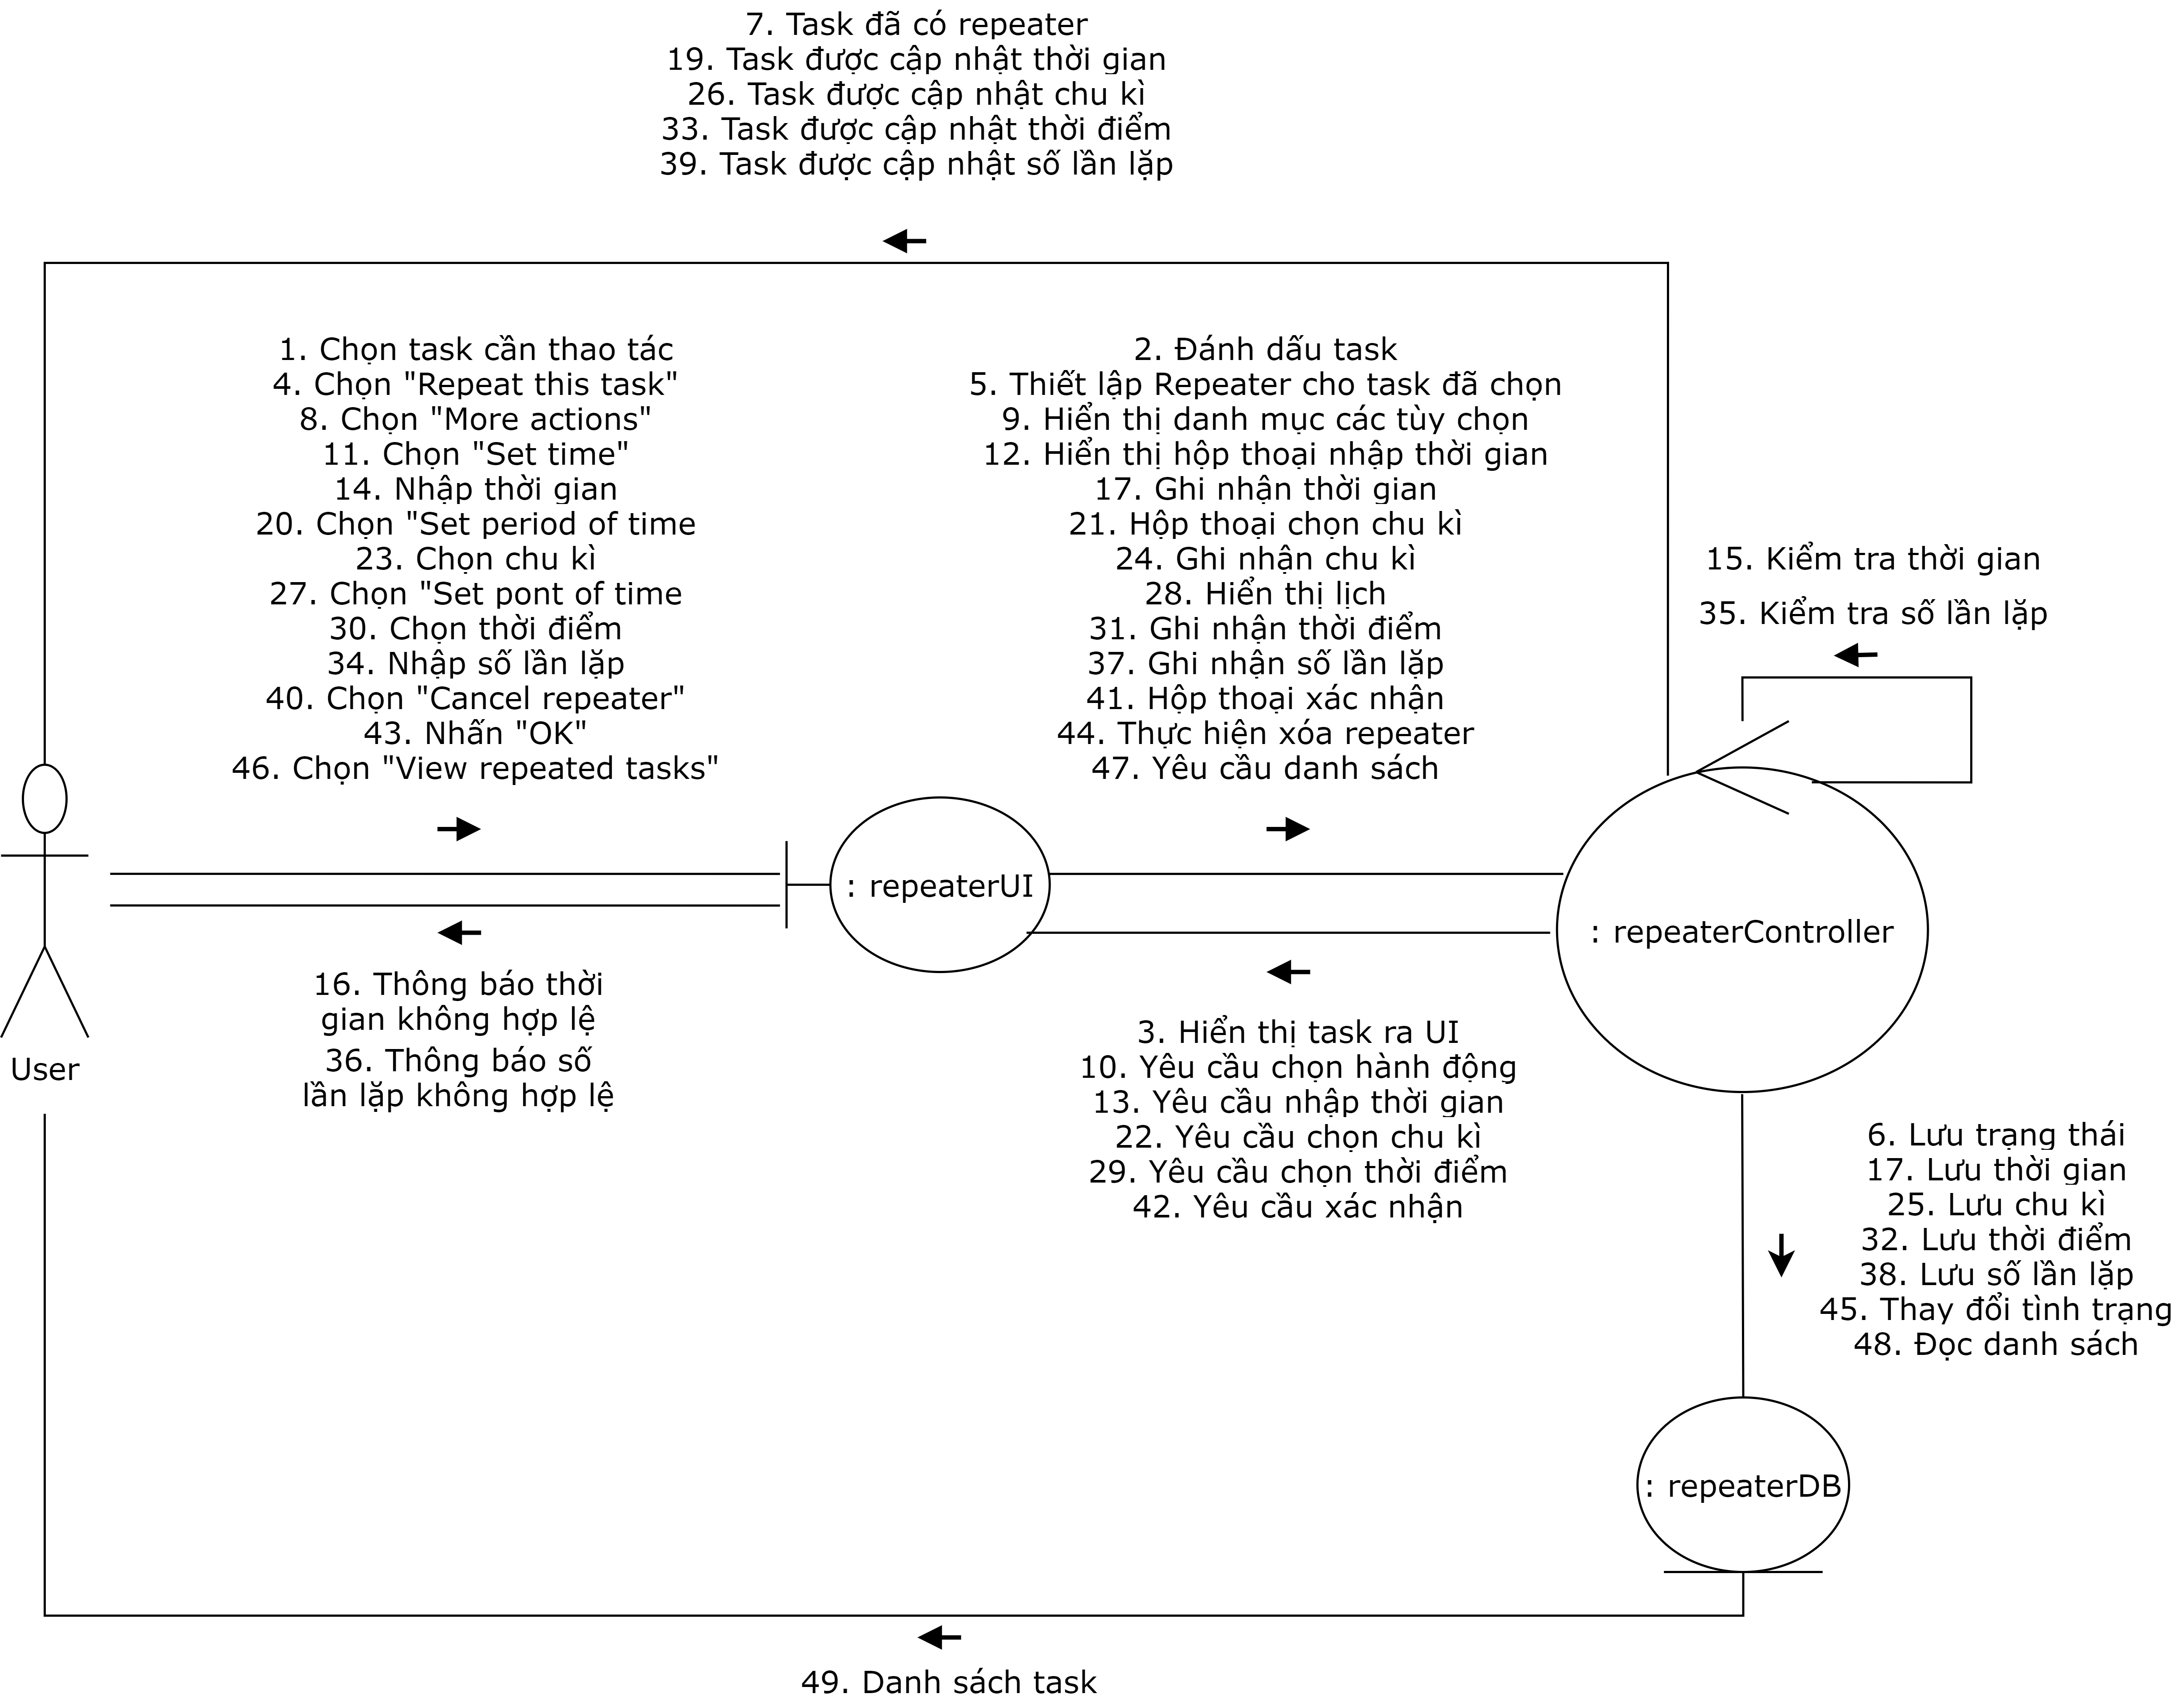 7. Task đã có repeater
19. Task được cập nhật thời gian
26. Task được cập nhật chu kì
33. Task được cập nhật thời điểm
39. Task được cập nhật số lần lặp
1. Chọn task cần thao tác
4. Chọn "Repeat this task"
8. Chọn "More actions"
11. Chọn "Set time"
14. Nhập thời gian
20. Chọn "Set period of time
23. Chọn chu kì
27. Chọn "Set pont of time
30. Chọn thời điểm
34. Nhập số lần lặp
40. Chọn "Cancel repeater"
43. Nhấn "OK"
46. Chọn "View repeated tasks"
2. Đánh dấu task
5. Thiết lập Repeater cho task đã chọn
9. Hiển thị danh mục các tùy chọn
12. Hiển thị hộp thoại nhập thời gian
17. Ghi nhận thời gian
21. Hộp thoại chọn chu kì
24. Ghi nhận chu kì
28. Hiển thị lịch
31. Ghi nhận thời điểm
37. Ghi nhận số lần lặp
41. Hộp thoại xác nhận
44. Thực hiện xóa repeater
47. Yêu cầu danh sách
15. Kiểm tra thời gian
35. Kiểm tra số lần lặp
: repeaterUI
: repeaterController
16. Thông báo thời
gian không hợp lệ
36. Thông báo số
lần lặp không hợp lệ
User
3. Hiển thị task ra UI
10. Yêu cầu chọn hành động
13. Yêu cầu nhập thời gian
22. Yêu cầu chọn chu kì
29. Yêu cầu chọn thời điểm
42. Yêu cầu xác nhận
6. Lưu trạng thái
17. Lưu thời gian
25. Lưu chu kì
32. Lưu thời điểm
38. Lưu số lần lặp
45. Thay đổi tình trạng
48. Đọc danh sách
: repeaterDB
49. Danh sách task